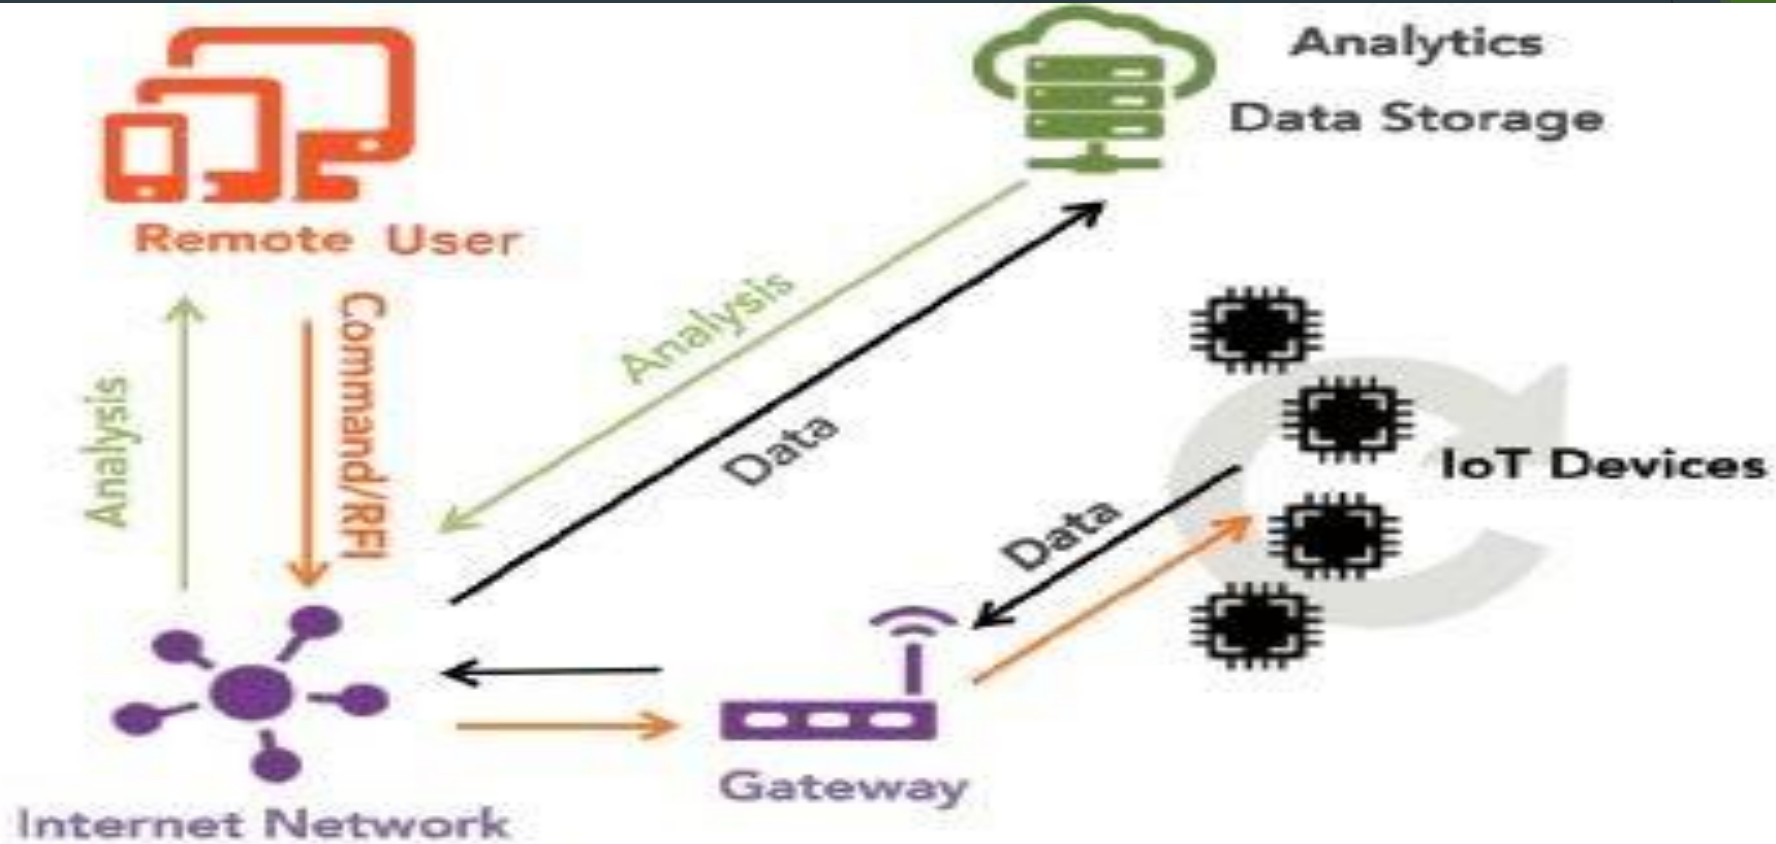 Analytics
Data Storage
Remote User
Analysis
Command/RFI
Analysis
Data
IoT Devices
Data
Gateway
Internet Network